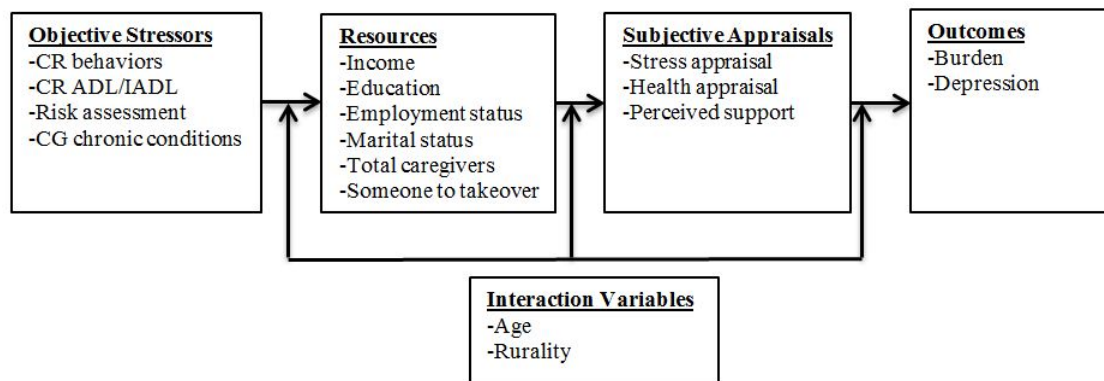 Objective Stressors
-CR behaviors
-CR ADL/IADL
-Risk assessment
-CG chronic conditions
Resources
-Income
-Education
-Employment status
-Marital status
-Total caregivers
-Someone to takeover
Subjective Appraisals
-Stress appraisal
-Health appraisal
-Perceived support
Outcomes
-Burden
-Depression
Interaction Variables
-Age
-Rurality